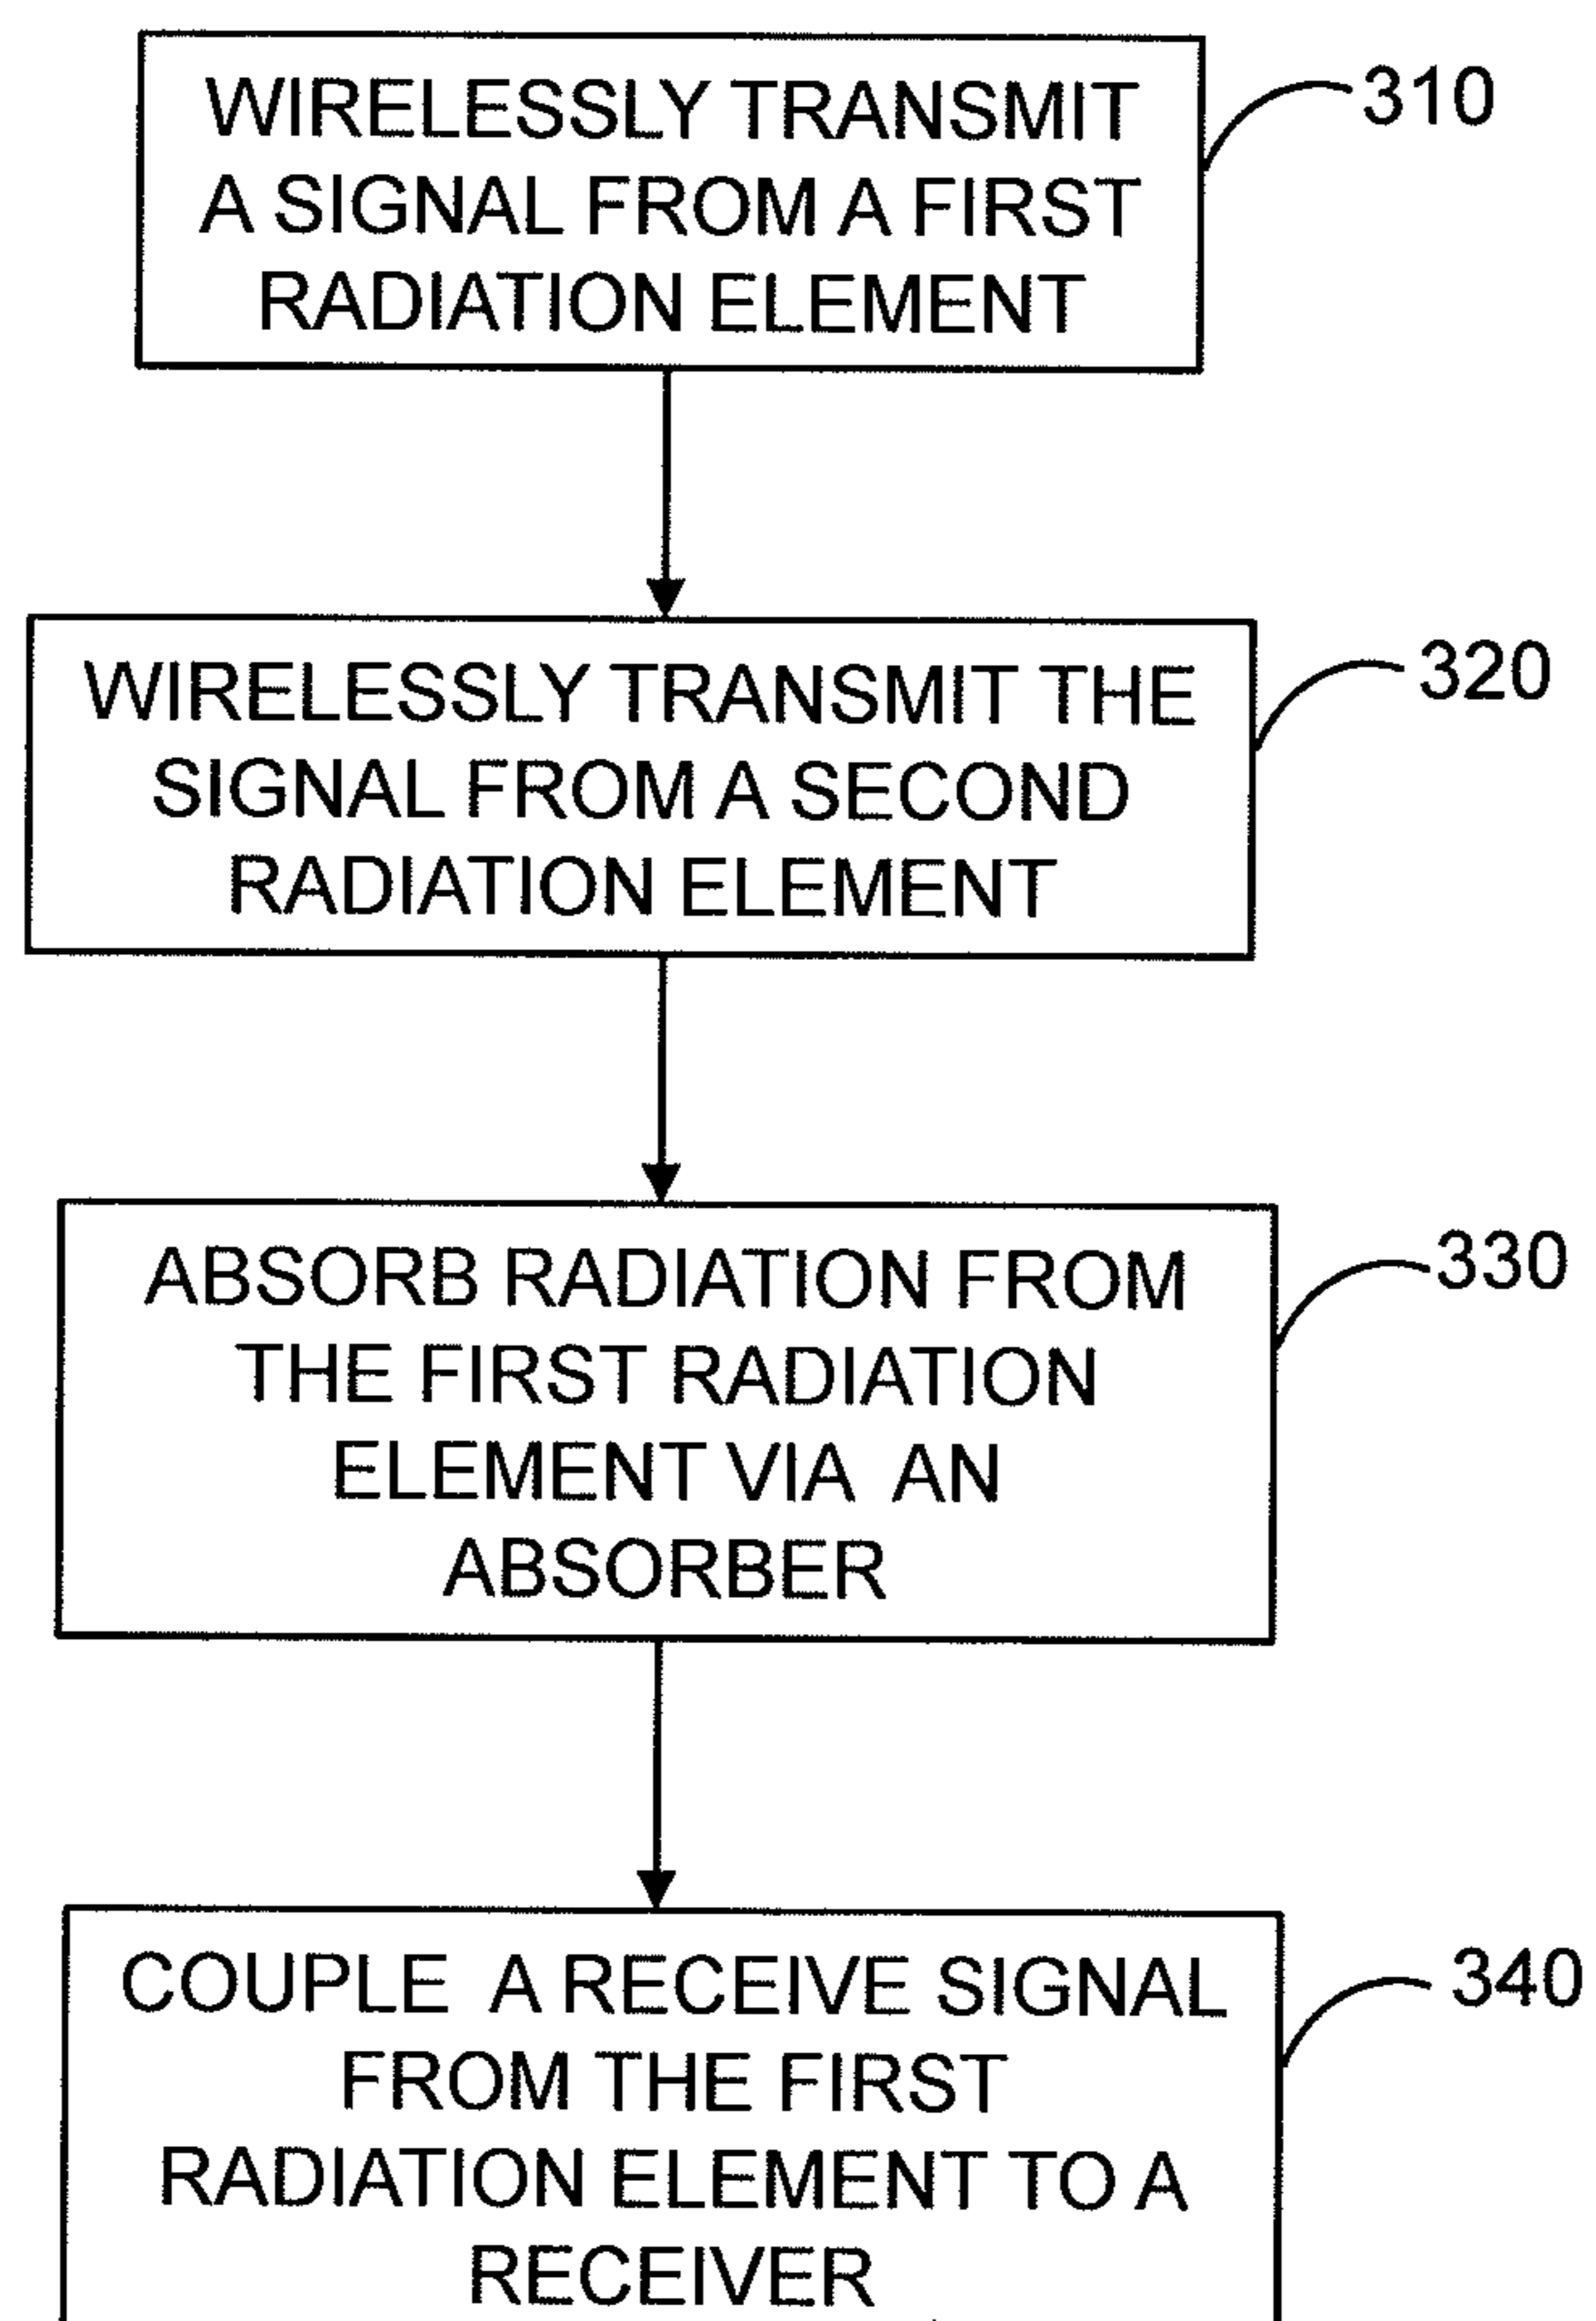 WIRELESSLY TRANSMIT
A SIGNAL FROM A FIRST
RADIATION ELEMENT
310
WIRELESSLY TRANSMIT THE
SIGNAL FROM A SECOND
RADIATION ELEMENT
320
ABSORB RADIATION FROM
THE FIRST RADIATION
ELEMENT VIA AN
ABSORBER
330
COUPLE A RECEIVE SIGNAL
FROM THE FIRST
RADIATION ELEMENT TO A
RECEIVER
340